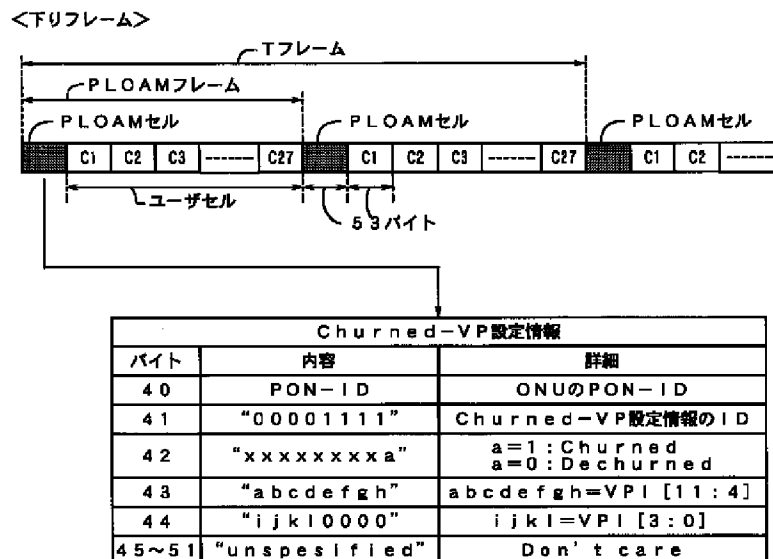 <下りフレーム>
Tフレーム
PLOAMフレーム
PLOAMセル PLOAMセル PLOAMセル
C1 C2 C3 ------ C27 C1 C2 C3 ------ C27 C1 C2 ------
ユーザセル
53バイト
Churned-VP設定情報
バイト 内容 詳細
40 PON-ID ONUのPON-ID
41 "00001111" Churned-VP設定情報のID
42 "xxxxxxxxa" a=1:Churned
a=0:Dechurned
43 "abcdefgh" abcdefgh=VPI[11:4]
44 "ijkl0000" ijkl=VPI[3:0]
45~51 "unspesified" Don't care